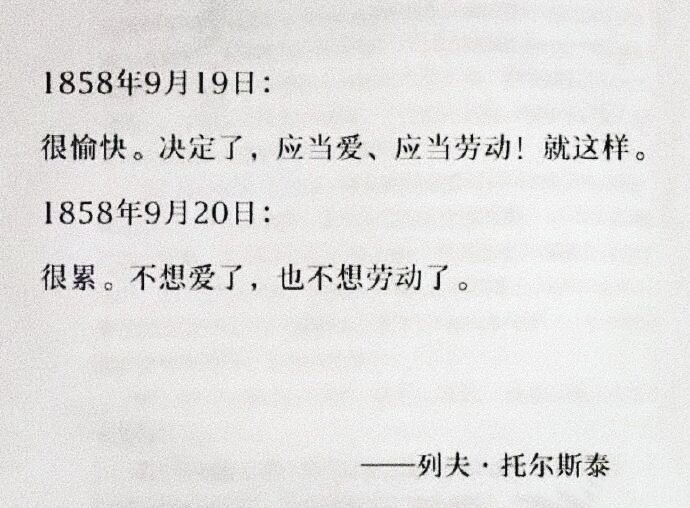 1858年9月19日：
很愉快。决定了，应当爱、应当劳动！就这样。
1858年9月20日：
很累。不想爱了，也不想劳动了。
——列夫·托尔斯泰